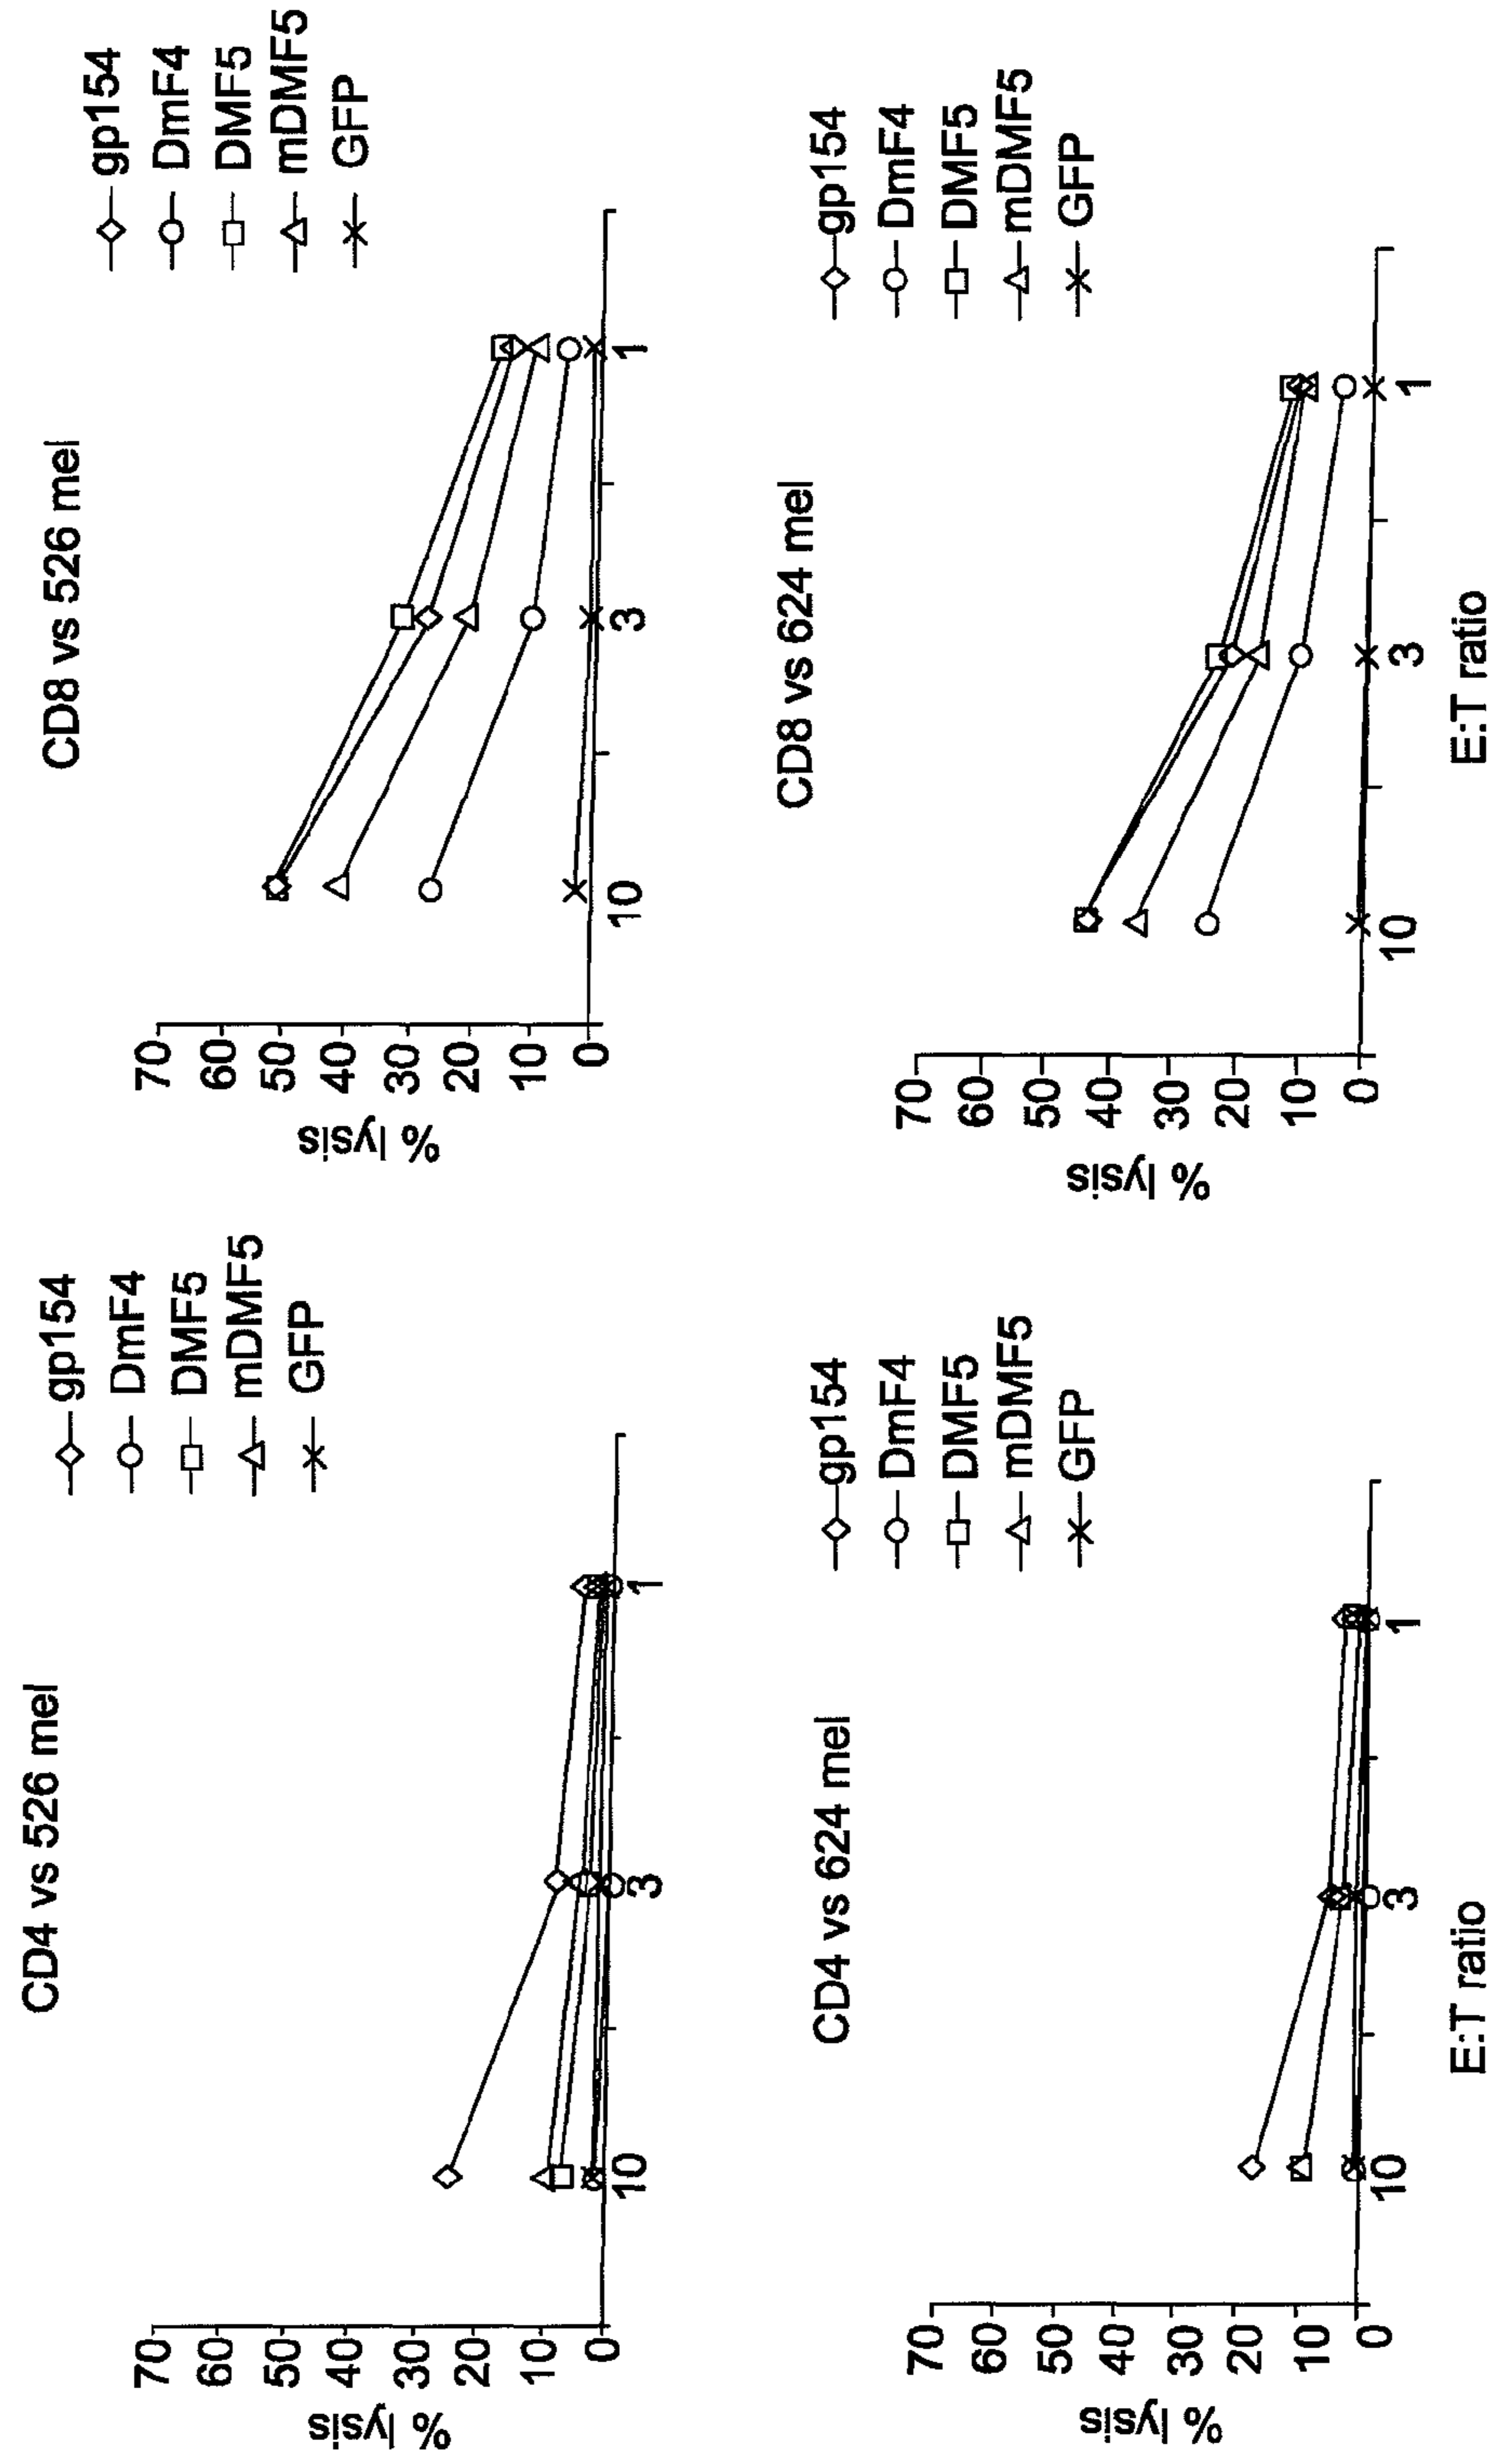 CD4 vs 526 mel
% lysis
70
60
50
40
30
20
10
0
10
3
1
gp154
DmF4
DMF5
mDMF5
GFP
CD8 vs 526 mel
% lysis
70
60
50
40
30
20
10
0
10
3
1
gp154
DmF4
DMF5
mDMF5
GFP
CD4 vs 624 mel
% lysis
70
60
50
40
30
20
10
0
10
3
1
E:T ratio
gp154
DmF4
DMF5
mDMF5
GFP
CD8 vs 624 mel
% lysis
70
60
50
40
30
20
10
0
10
3
1
E:T ratio
gp154
DmF4
DMF5
mDMF5
GFP